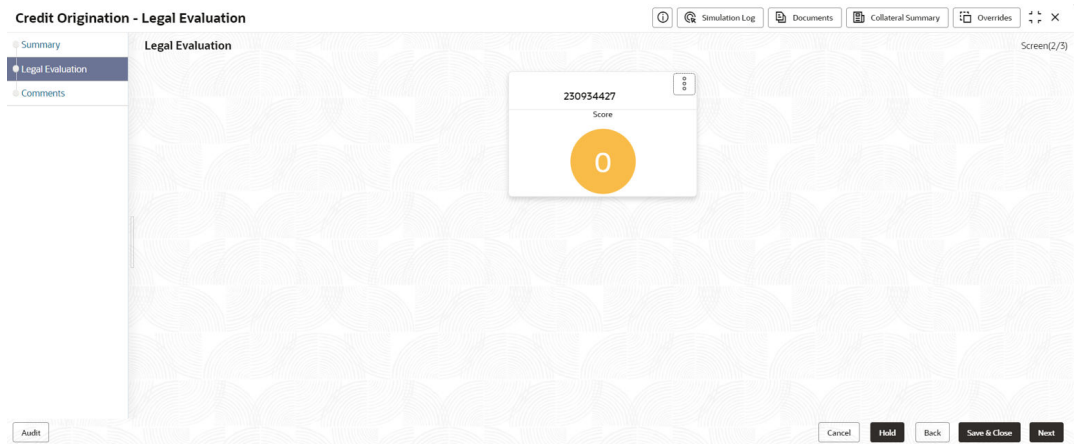 Credit Origination - Legal Evaluation
Simulation Log
Documents
Collateral Summary
Overrides
Summary
Legal Evaluation
Comments
Legal Evaluation
Screen(2/3)
230934427
Score
0
Audit
Cancel
Hold
Back
Save & Close
Next